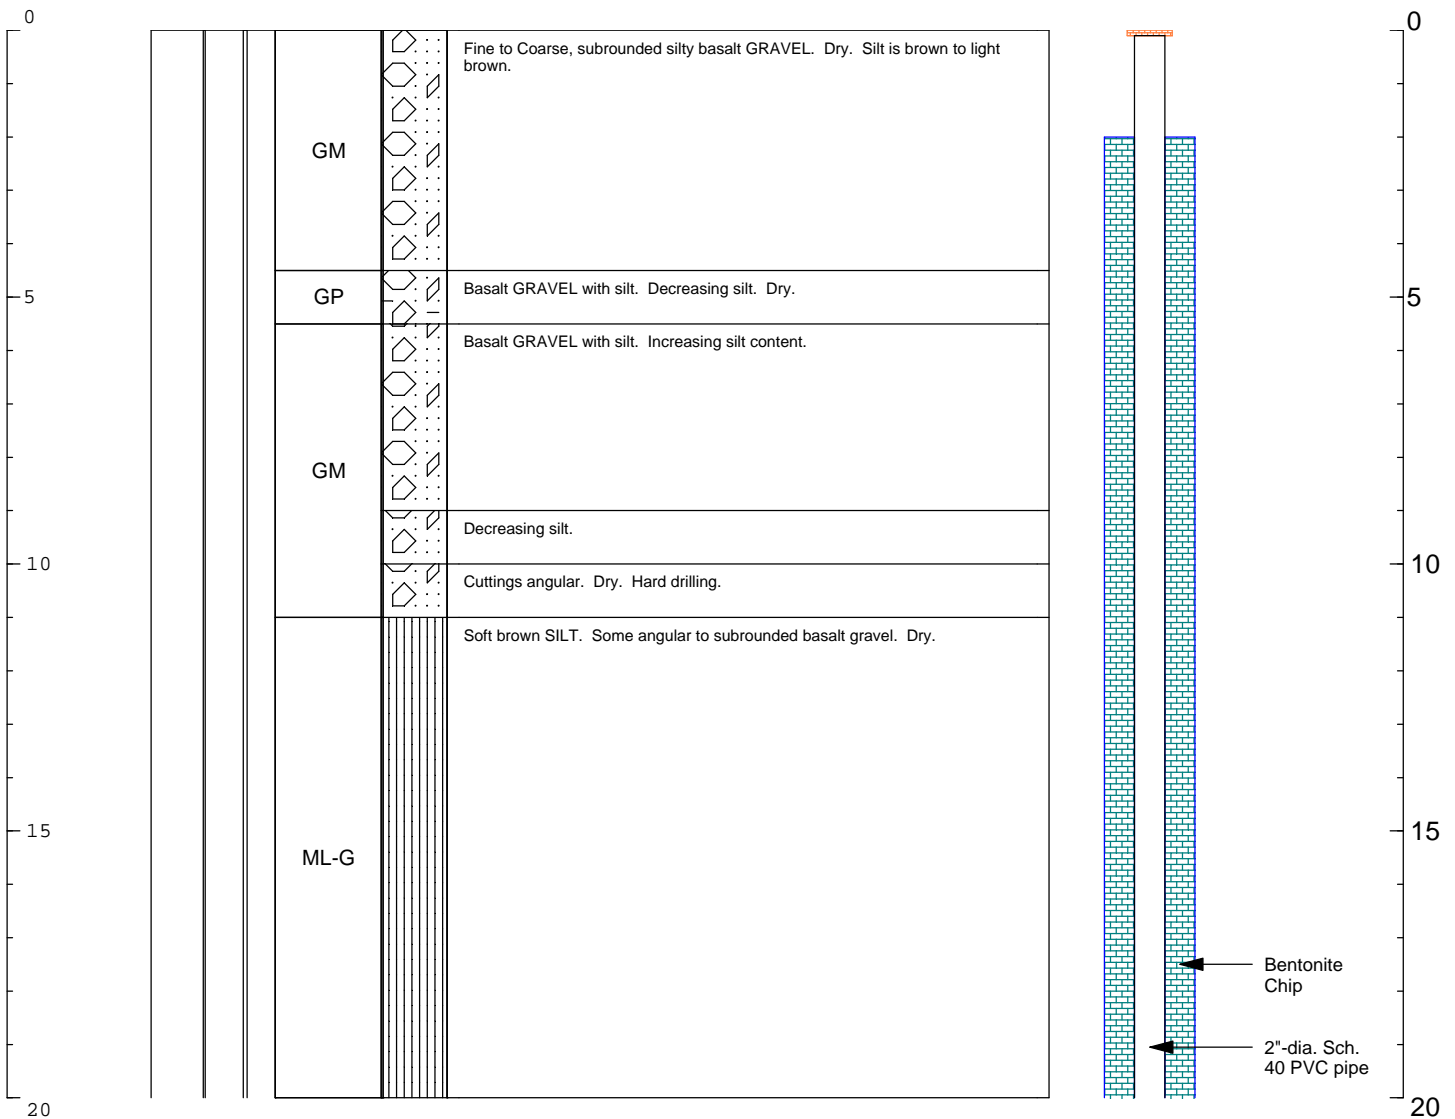 0
0
Fine to Coarse, subrounded silty basalt GRAVEL.  Dry.  Silt is brown to light
brown.
GM
Basalt GRAVEL with silt.  Decreasing silt.  Dry.
GP
5
5
Basalt GRAVEL with silt.  Increasing silt content.
GM
Decreasing silt.
10
10
Cuttings angular.  Dry.  Hard drilling.
Soft brown SILT.  Some angular to subrounded basalt gravel.  Dry.
15
15
ML-G
Bentonite
Chip
2"-dia. Sch.
40 PVC pipe
20
20